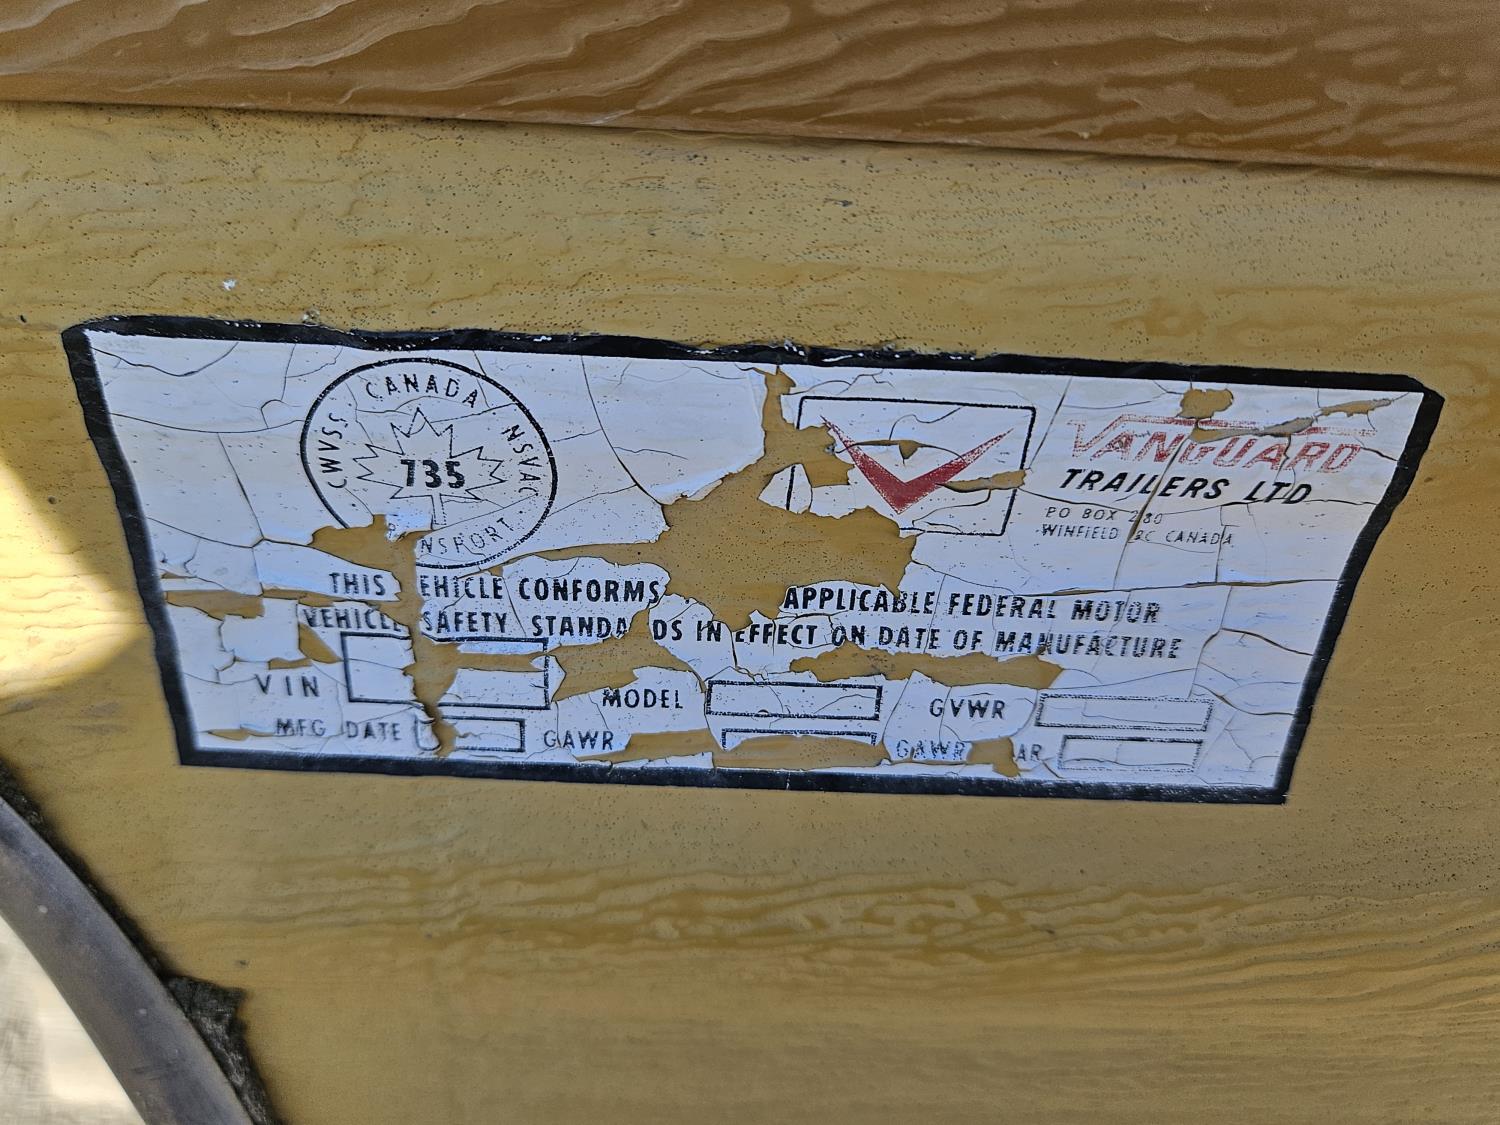 CANADA
CWVSS
NSVAC
735
NSPORT
VANGUARD
TRAILERS LTD
PO BOX 280
WINFIELD BC CANADA
THIS EHICLE CONFORMS APPLICABLE FEDERAL MOTOR
VEHICLE SAFETY STANDA DS IN EFFECT ON DATE OF MANUFACTURE
VIN MODEL GVWR
MFG DATE GAWR GAWR AR